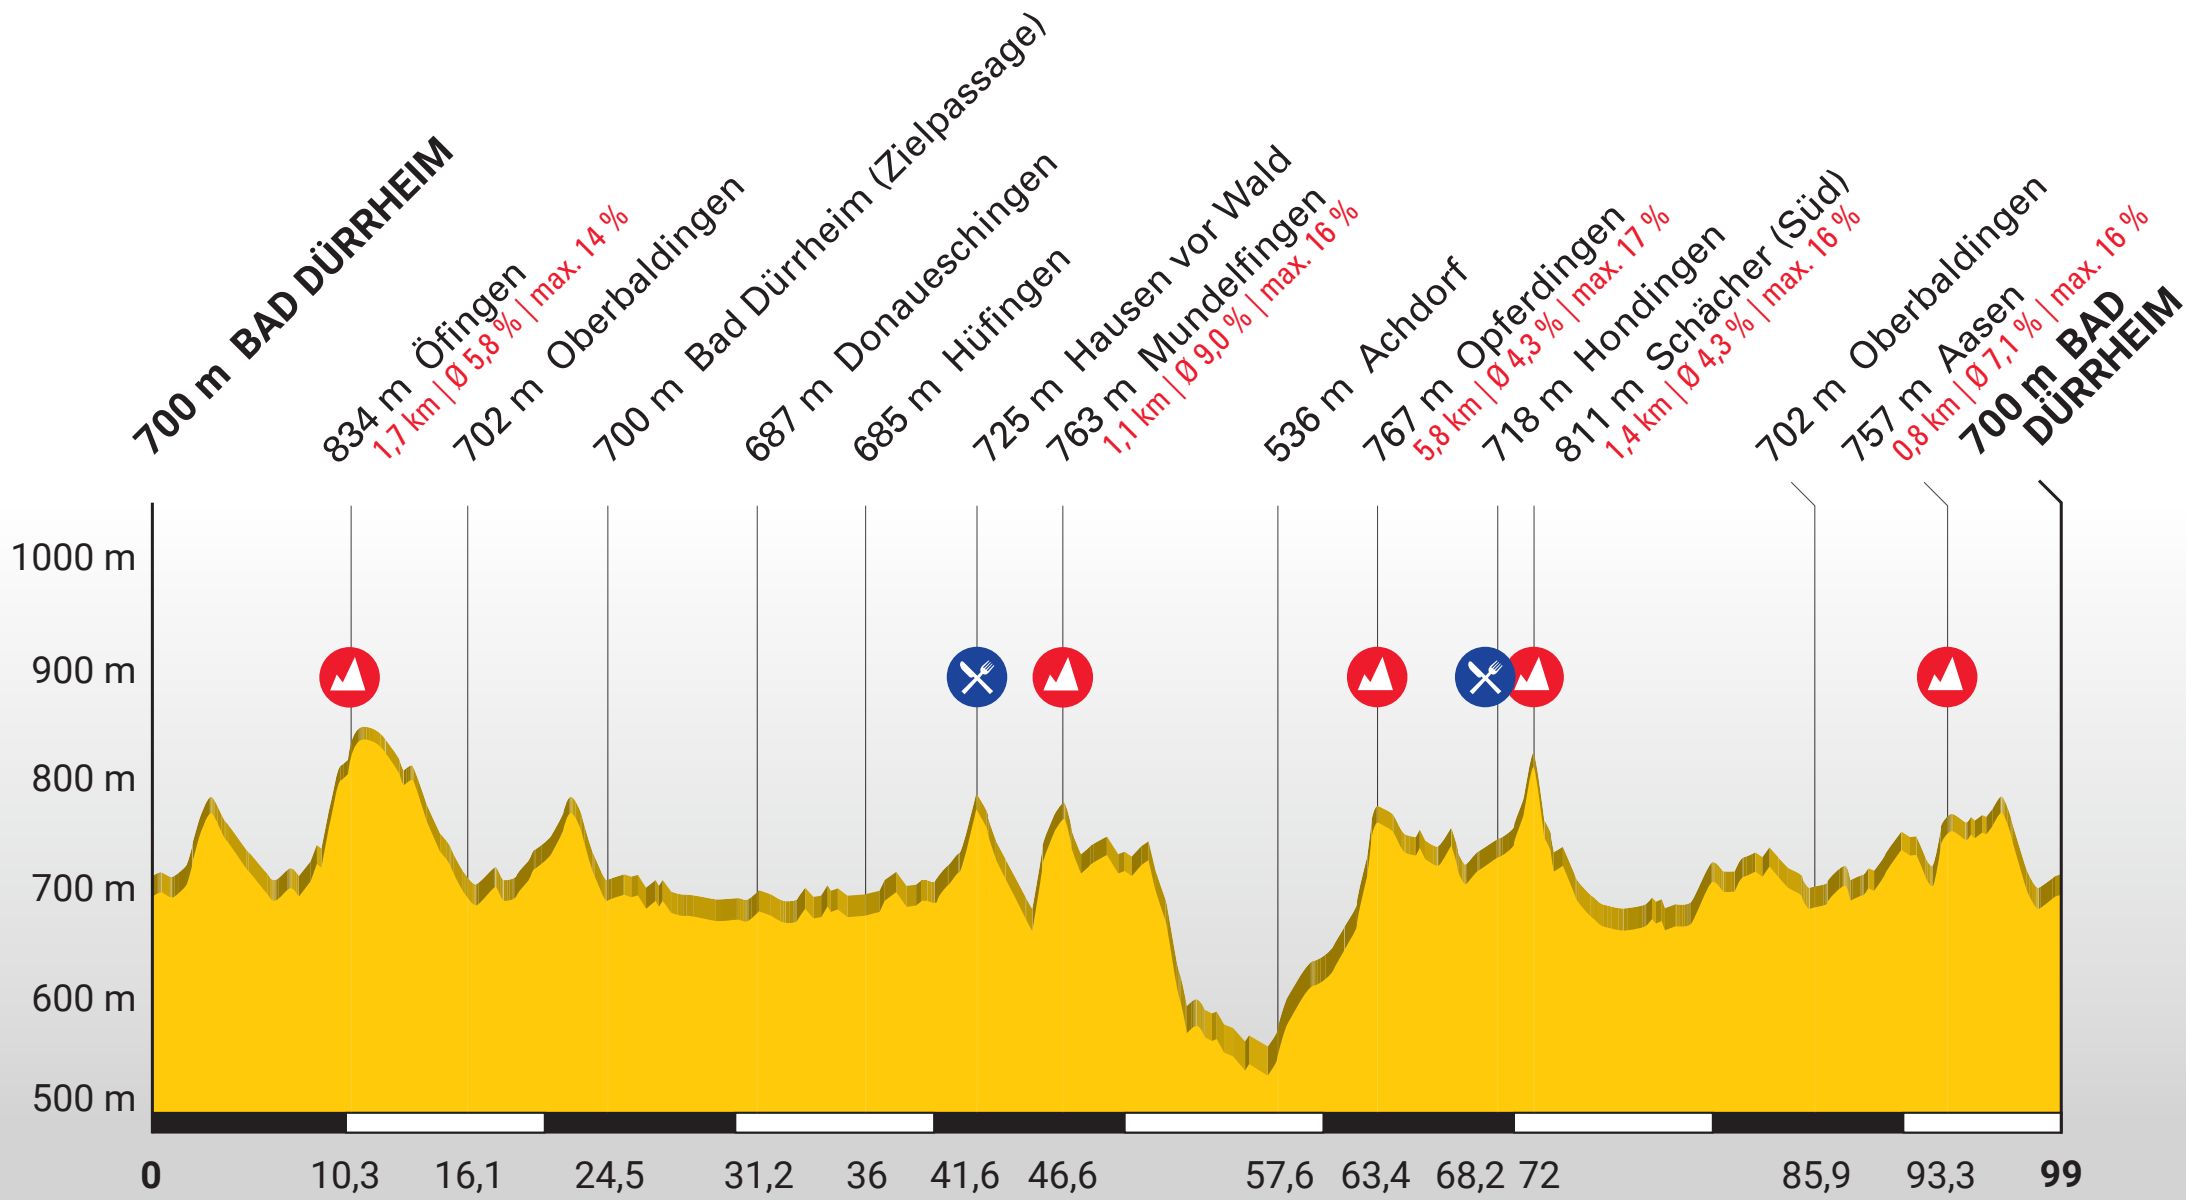 700 m BAD DÜRRHEIM
834 m Öfingen
1,7 km | Ø 5,8 % | max. 14 %
702 m Oberbaldingen
700 m Bad Dürrheim (Zielpassage)
687 m Donaueschingen
685 m Hüfingen
725 m Hausen vor Wald
763 m Mundelfingen
1,1 km | Ø 9,0 % | max. 16 %
536 m Achdorf
767 m Opferdingen
5,8 km | Ø 4,3 % | max. 17 %
718 m Hondingen
811 m Schächer (Süd)
1,4 km | Ø 4,3 % | max. 16 %
702 m Oberbaldingen
757 m Aasen
0,8 km | Ø 7,1 % | max. 16 %
700 m BAD
DÜRRHEIM
1000 m
900 m
800 m
700 m
600 m
500 m
0 10,3 16,1 24,5 31,2 36 41,6 46,6 57,6 63,4 68,2 72 85,9 93,3 99